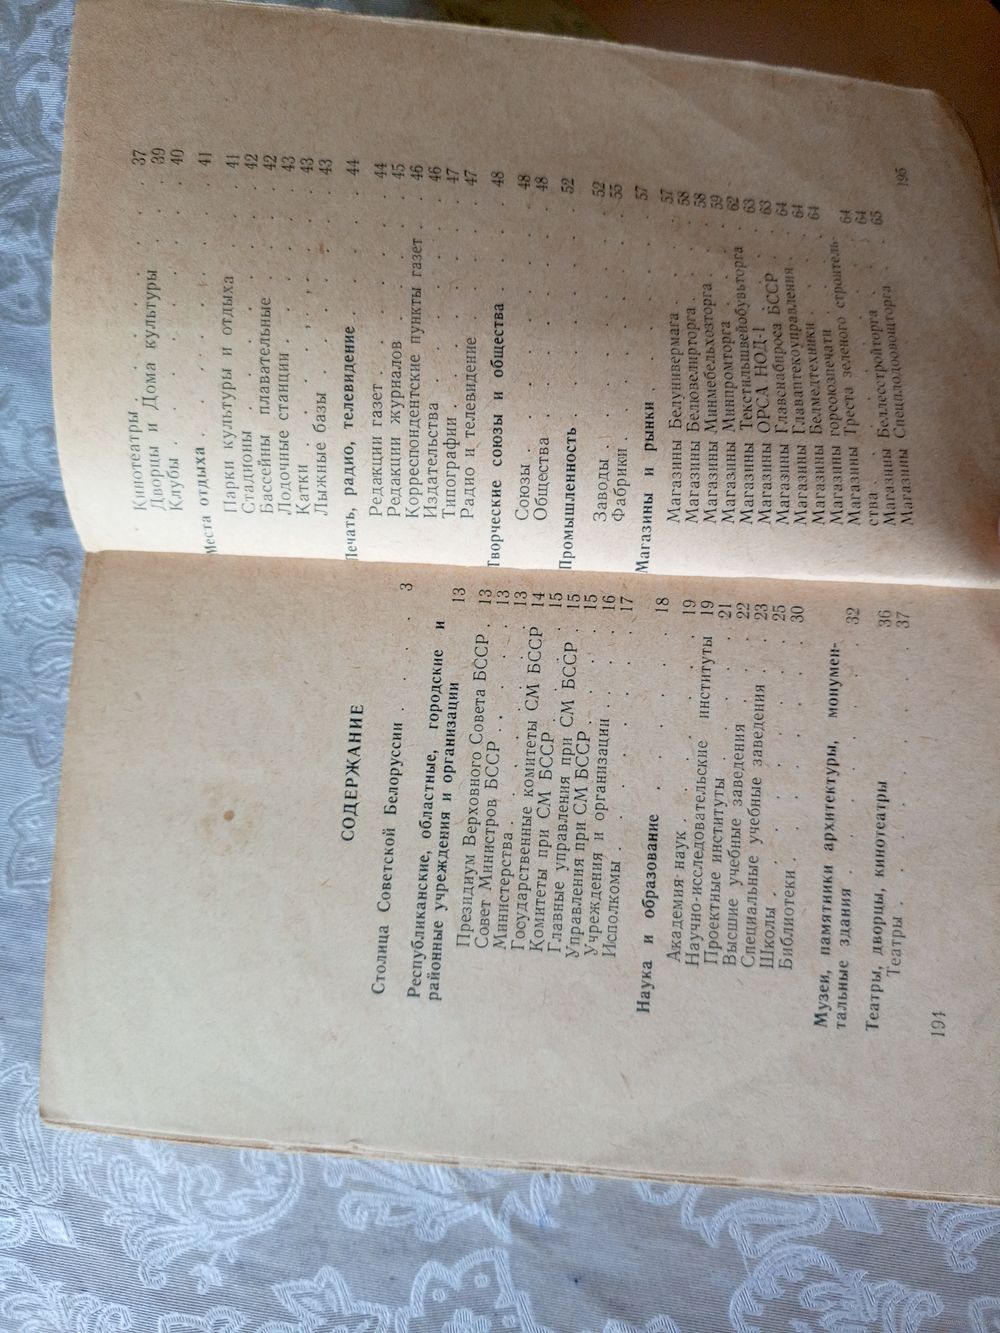 СОДЕРЖАНИЕ
Столица Советской Белоруссии . . . . 3
Республиканские, областные, городские и
районные учреждения и организации 13
Президиум Верховного Совета БССР . 13
Совет Министров БССР . . . . . . 13
Министерства . . . . . . . . . 13
Государственные комитеты СМ БССР 14
Комитеты при СМ БССР . . . . . 15
Главные управления при СМ БССР . 15
Управления при СМ БССР . . . . . 15
Учреждения и организации . . . . . 16
Исполкомы . . . . . . . . . . 17
Наука и образование . . . . . . . 18
Академия наук . . . . . . . . . 19
Научно-исследовательские институты 19
Проектные институты . . . . . . 21
Высшие учебные заведения . . . . 22
Специальные учебные заведения . . . 23
Школы . . . . . . . . . . . 25
Библиотеки . . . . . . . . . . 30
Музеи, памятники архитектуры, монумен-
тальные здания . . . . . . . . 32
Театры, дворцы, кинотеатры 36
Театры . . . . . . . . . . . 37
194
Кинотеатры . . . . . . . . . . 37
Дворцы и Дома культуры . . . . . 39
Клубы . . . . . . . . . . . . 40
Места отдыха . . . . . . . . . 41
Парки культуры и отдыха . . . . . 41
Стадионы . . . . . . . . . . . 42
Бассейны плавательные . . . . . . 42
Лодочные станции . . . . . . . . 43
Катки . . . . . . . . . . . . 43
Лыжные базы . . . . . . . . . . 43
Печать, радио, телевидение . . . . . 44
Редакции газет . . . . . . . . . 44
Редакции журналов . . . . . . . . 45
Корреспондентские пункты газет . . . 46
Издательства . . . . . . . . . . 46
Типографии . . . . . . . . . . 47
Радио и телевидение . . . . . . . 47
Творческие союзы и общества . . . . 48
Союзы . . . . . . . . . . . . 48
Общества . . . . . . . . . . . 48
Промышленность . . . . . . . . . 52
Заводы . . . . . . . . . . . . 52
Фабрики . . . . . . . . . . . 55
Магазины и рынки . . . . . . . . 57
Магазины Белунивермага . . . . . 57
Магазины Белювелирторга . . . . . 58
Магазины Минмебельхозторга . . . . 58
Магазины Минпромторга . . . . . . 59
Магазины Текстильшвейобувьторга . . 62
Магазины ОРСА НОД-1 . . . . . . 63
Магазины Главснабпроса БССР . . . 63
Магазины Главаптекоуправления . . . 64
Магазины Белмедтехники . . . . . . 64
Магазины горсоюзпечати . . . . . . 64
Магазины Треста зеленого строитель-
ства . . . . . . . . . . . . 64
Магазины Беллесстройторга . . . . . 64
Магазины Спецплодоовощторга . . . . 65
195